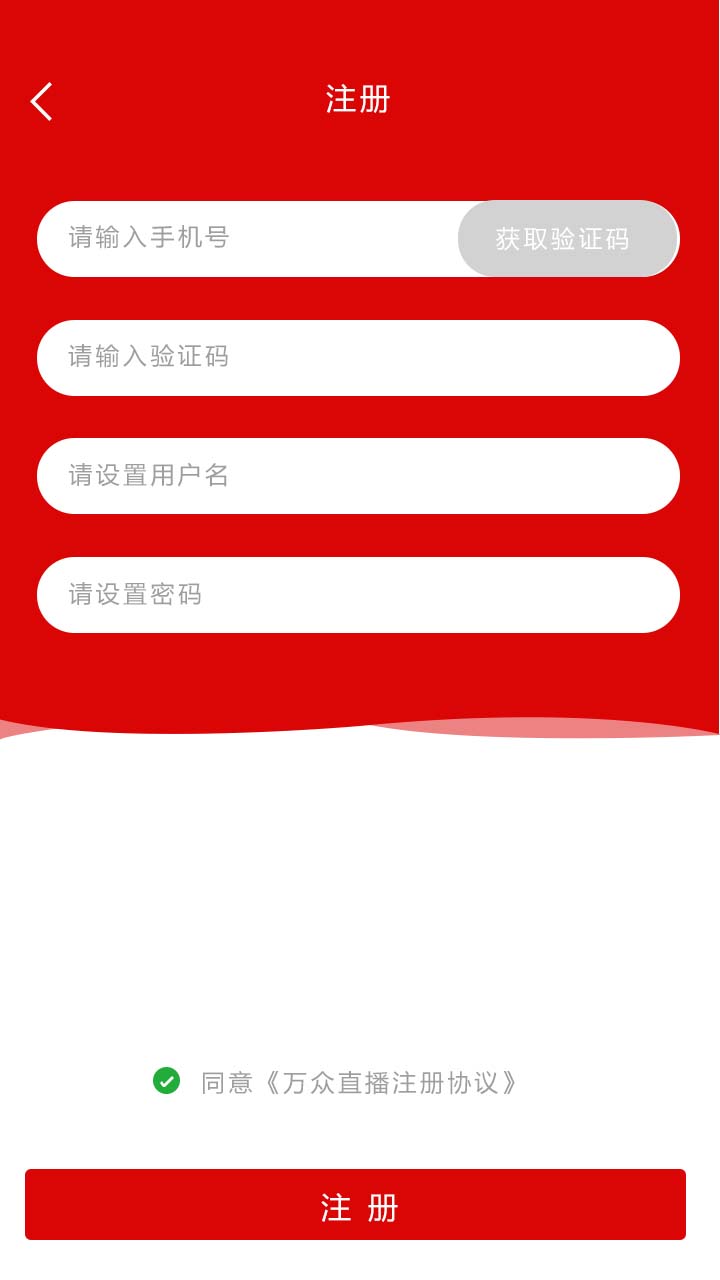 注册
请输入手机号 获取验证码
请输入验证码
请设置用户名
请设置密码
同意《万众直播注册协议》
注 册